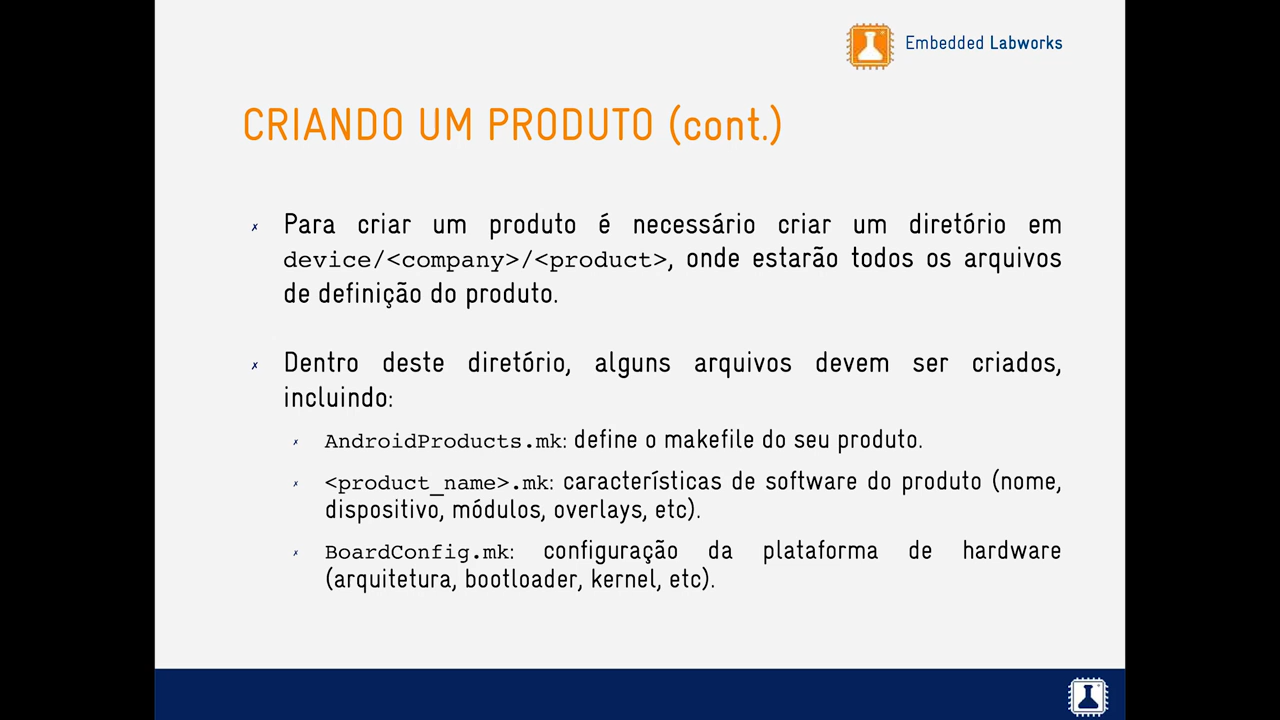 Embedded Labworks
CRIANDO UM PRODUTO (cont.)
✗ Para criar um produto é necessário criar um diretório em
device/<company>/<product>, onde estarão todos os arquivos
de definição do produto.
✗ Dentro deste diretório, alguns arquivos devem ser criados,
incluindo:
✗ AndroidProducts.mk: define o makefile do seu produto.
✗ <product_name>.mk: características de software do produto (nome,
dispositivo, módulos, overlays, etc).
✗ BoardConfig.mk: configuração da plataforma de hardware
(arquitetura, bootloader, kernel, etc).